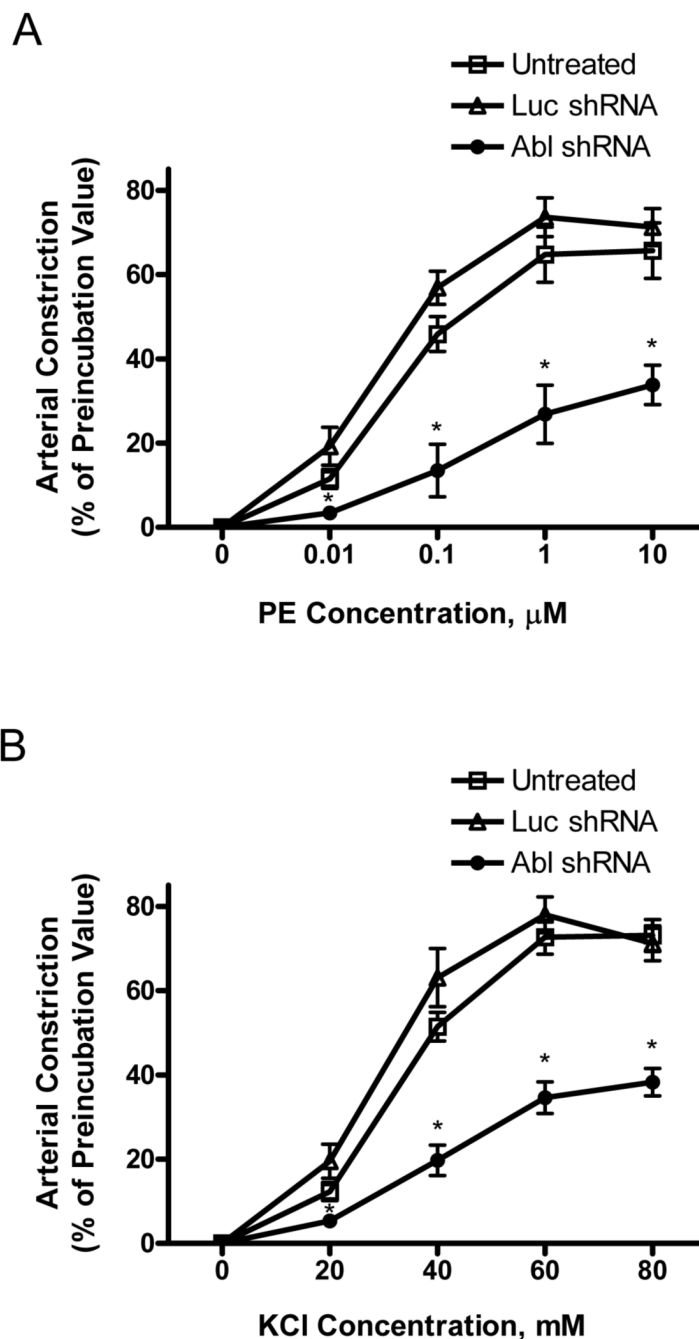 A
Untreated
Luc shRNA
Abl shRNA
Arterial Constriction
(% of Preincubation Value)
80
60
40
20
0
*
*
*
*
0 0.01 0.1 1 10
PE Concentration, μM
B
Untreated
Luc shRNA
Abl shRNA
Arterial Constriction
(% of Preincubation Value)
80
60
40
20
0
*
*
*
*
0 20 40 60 80
KCl Concentration, mM